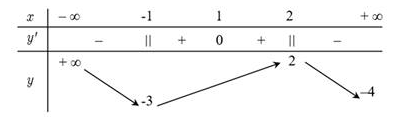 x −∞ -1 1 2 +∞
y' − || + 0 + || −
y +∞ -3 2 −4